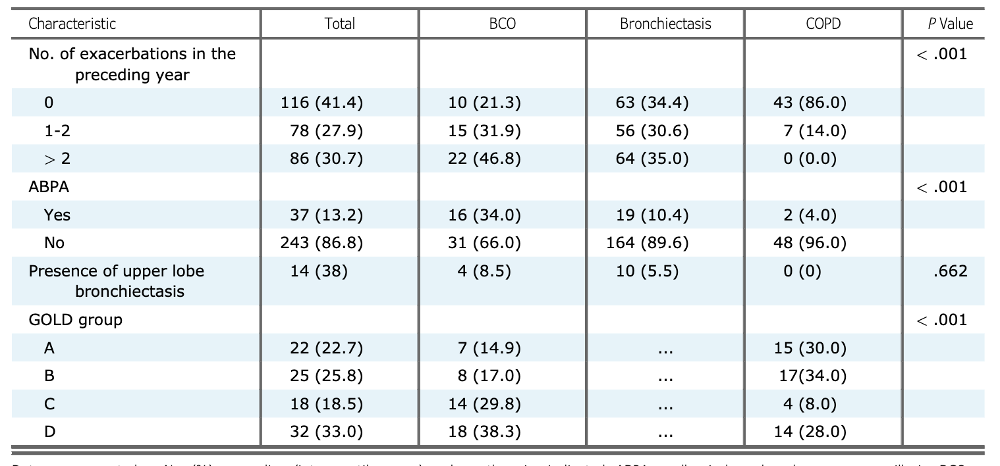 Characteristic Total BCO Bronchiectasis COPD P Value
No. of exacerbations in the < .001
preceding year
0 116 (41.4) 10 (21.3) 63 (34.4) 43 (86.0)
1-2 78 (27.9) 15 (31.9) 56 (30.6) 7 (14.0)
> 2 86 (30.7) 22 (46.8) 64 (35.0) 0 (0.0)
ABPA < .001
Yes 37 (13.2) 16 (34.0) 19 (10.4) 2 (4.0)
No 243 (86.8) 31 (66.0) 164 (89.6) 48 (96.0)
Presence of upper lobe 14 (38) 4 (8.5) 10 (5.5) 0 (0) .662
bronchiectasis
GOLD group < .001
A 22 (22.7) 7 (14.9) ... 15 (30.0)
B 25 (25.8) 8 (17.0) ... 17(34.0)
C 18 (18.5) 14 (29.8) ... 4 (8.0)
D 32 (33.0) 18 (38.3) ... 14 (28.0)